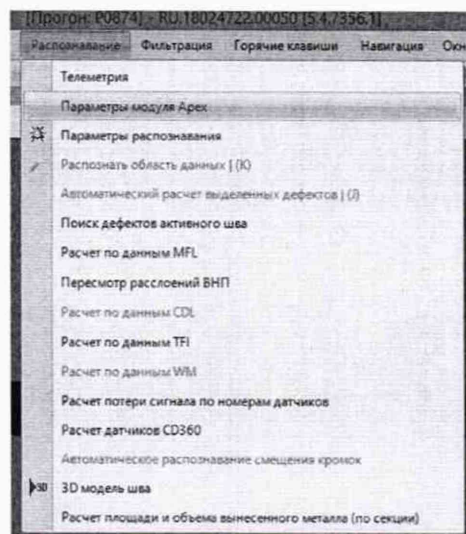 [Прогон: P0874] - RU.18024722.00050 [5.4.7356.1]
Распознавание Фильтрация Горячие клавиши Навигация Окн
Телеметрия
Параметры модуля Apex
Параметры распознавания
Распознать область данных | (K)
Автоматический расчет выделенных дефектов | (J)
Поиск дефектов активного шва
Расчет по данным MFL
Пересмотр расслоений ВНП
Расчет по данным CDL
Расчет по данным TFI
Расчет по данным WM
Расчет потери сигнала по номерам датчиков
Расчет датчиков CD360
Автоматическое распознавание смещения кромок
3D 3D модель шва
Расчет площади и объема вынесенного металла (по секции)